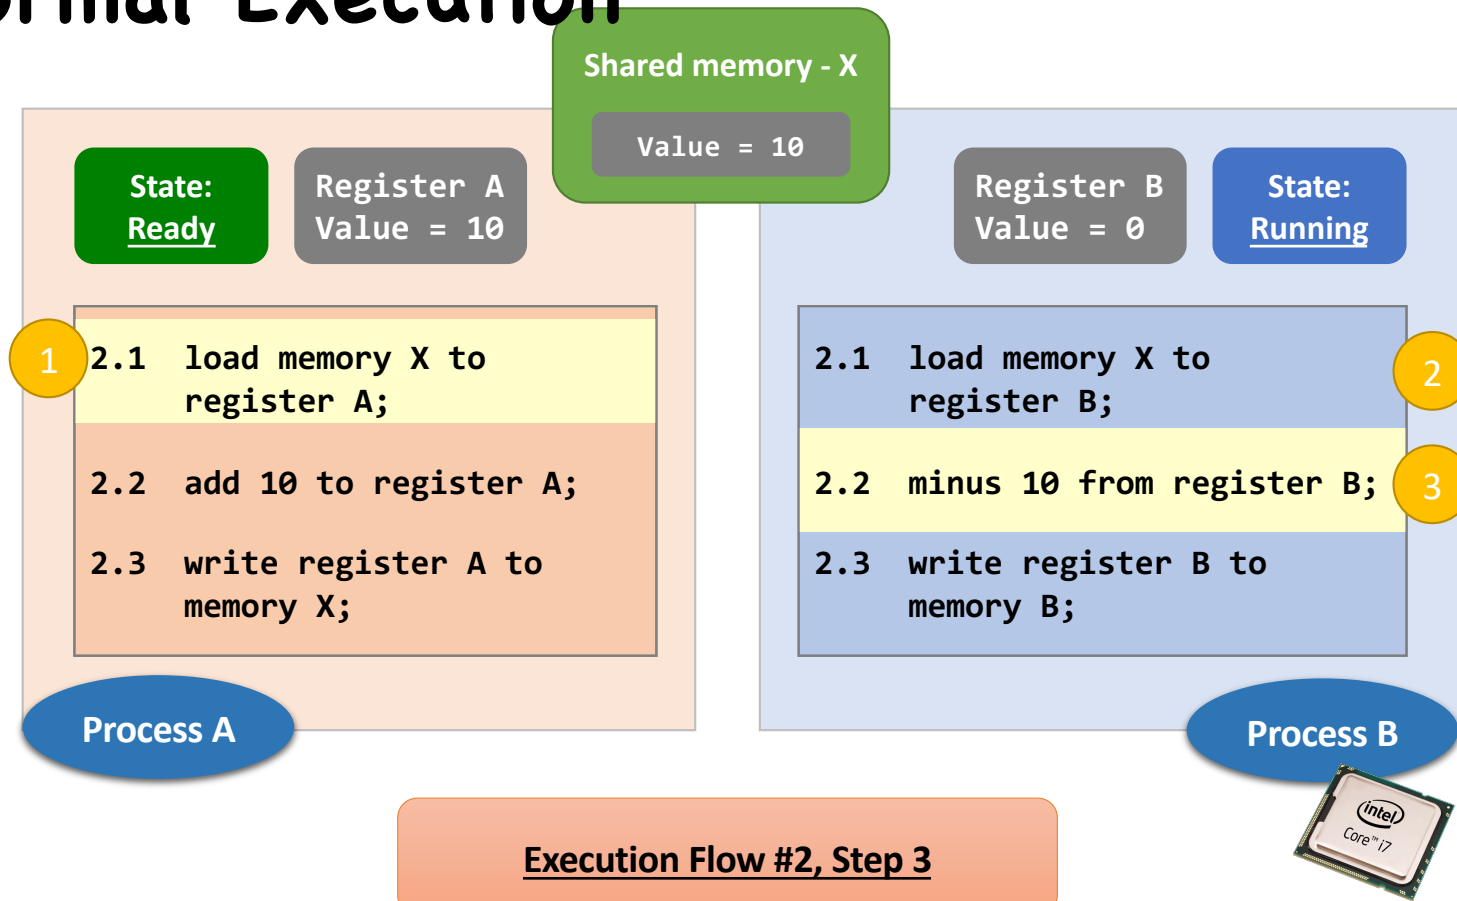 Execution
Shared memory - X
Value = 10
State:
Ready
Register A
Value = 10
Register B
Value = 0
State:
Running
1
2.1 load memory X to
register A;
2.2 add 10 to register A;
2.3 write register A to
memory X;
2.1 load memory X to
register B;
2
2.2 minus 10 from register B;
3
2.3 write register B to
memory B;
Process A
Process B
intel
Core™ i7
Execution Flow #2, Step 3